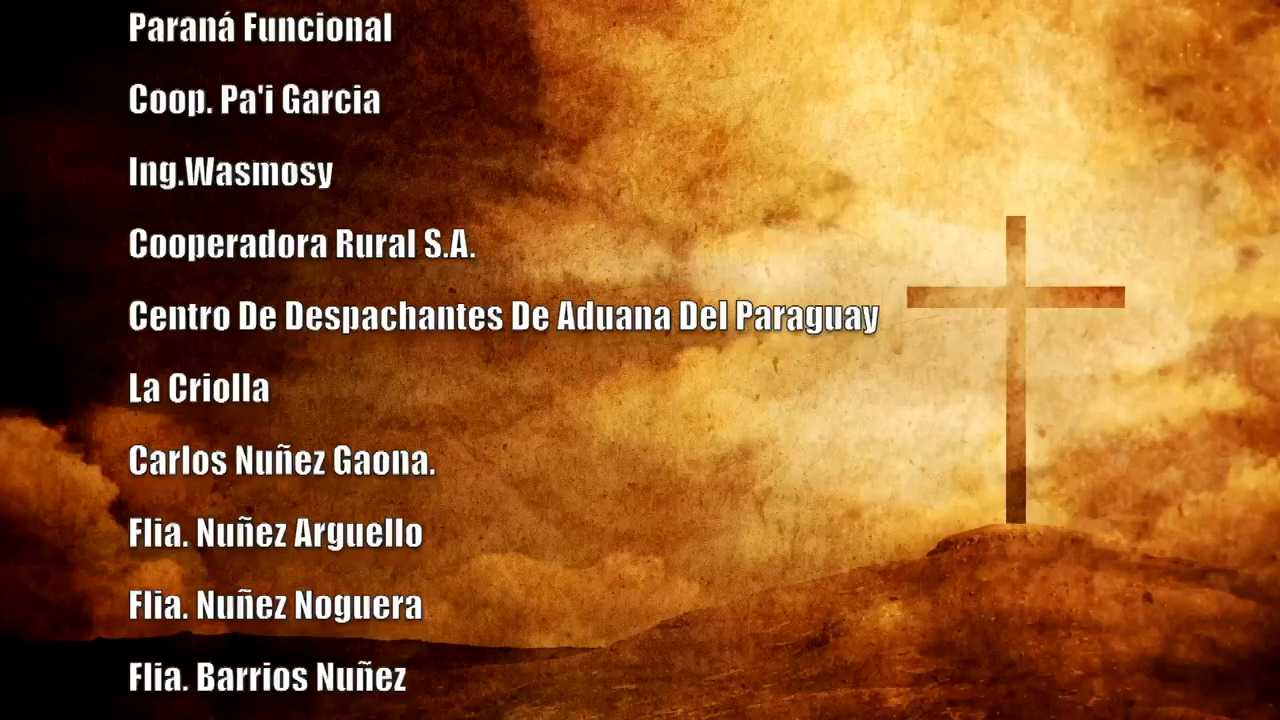 Paraná Funcional
Coop. Pa'i Garcia
Ing.Wasmosy
Cooperadora Rural S.A.
Centro De Despachantes De Aduana Del Paraguay
La Criolla
Carlos Nuñez Gaona.
Flia. Nuñez Arguello
Flia. Nuñez Noguera
Flia. Barrios Nuñez